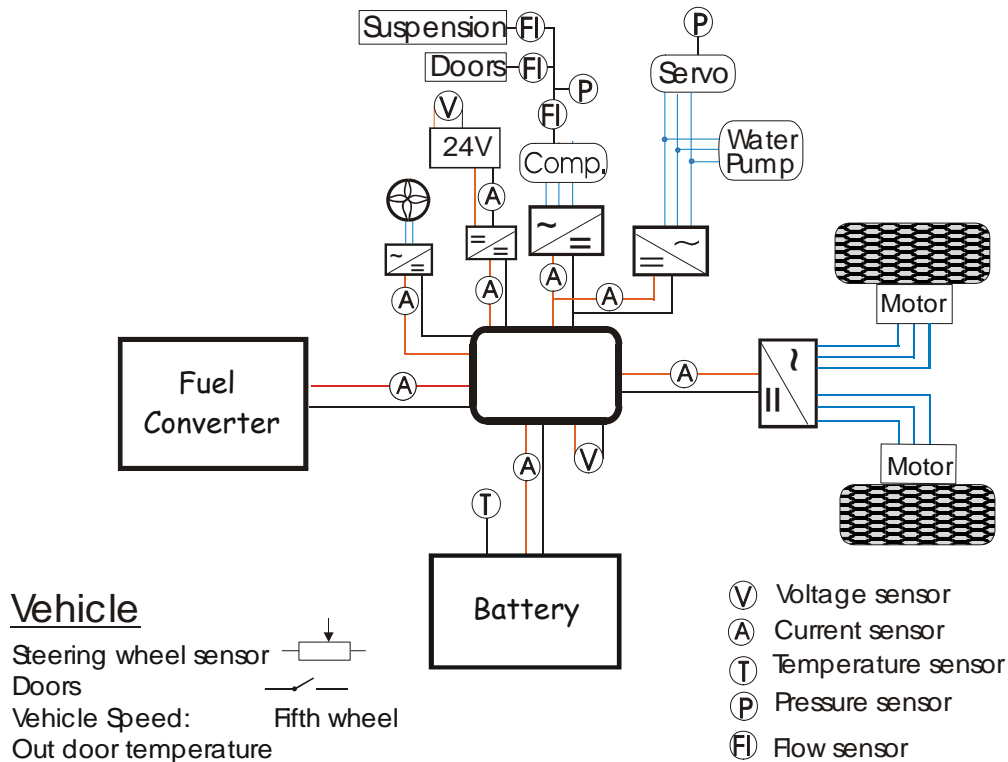 Suspension
FI
P
Doors
FI
Servo
V
P
FI
24V
Comp.
Water
Pump
A
~
=
=
=
~
=
=
~
A
A
A
A
Motor
Fuel
Converter
A
A
~
=
A
V
Motor
T
Battery
Vehicle
Steering wheel sensor
Doors
Vehicle Speed: Fifth wheel
Out door temperature
V Voltage sensor
A Current sensor
T Temperature sensor
P Pressure sensor
FI Flow sensor